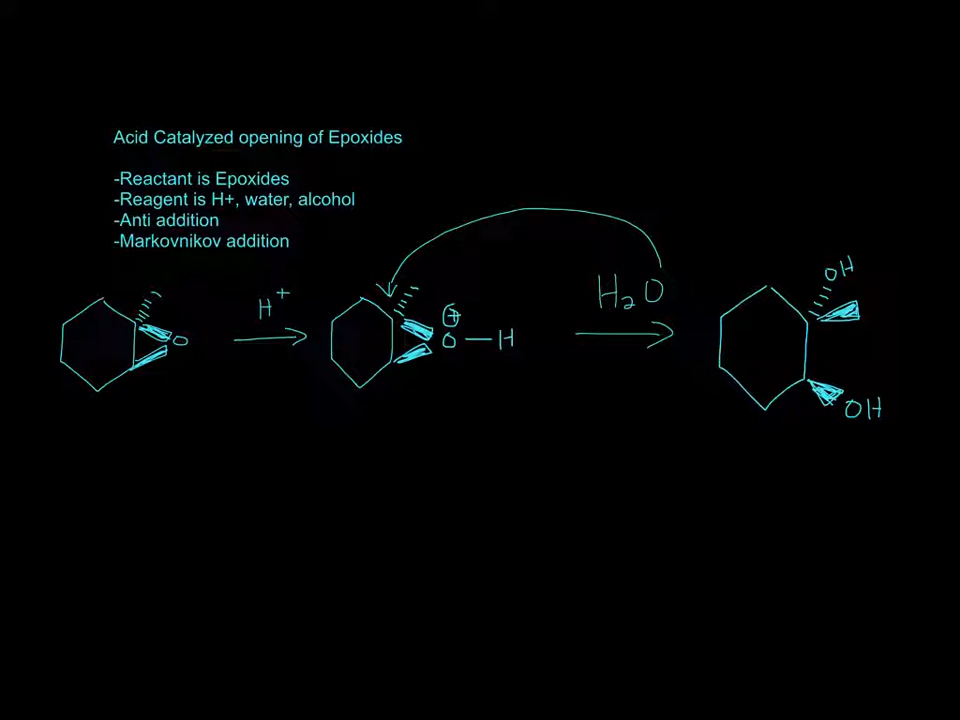 Acid Catalyzed opening of Epoxides
-Reactant is Epoxides
-Reagent is H+, water, alcohol
-Anti addition
-Markovnikov addition
O
H+
⊕
O—H
H₂O
OH
OH